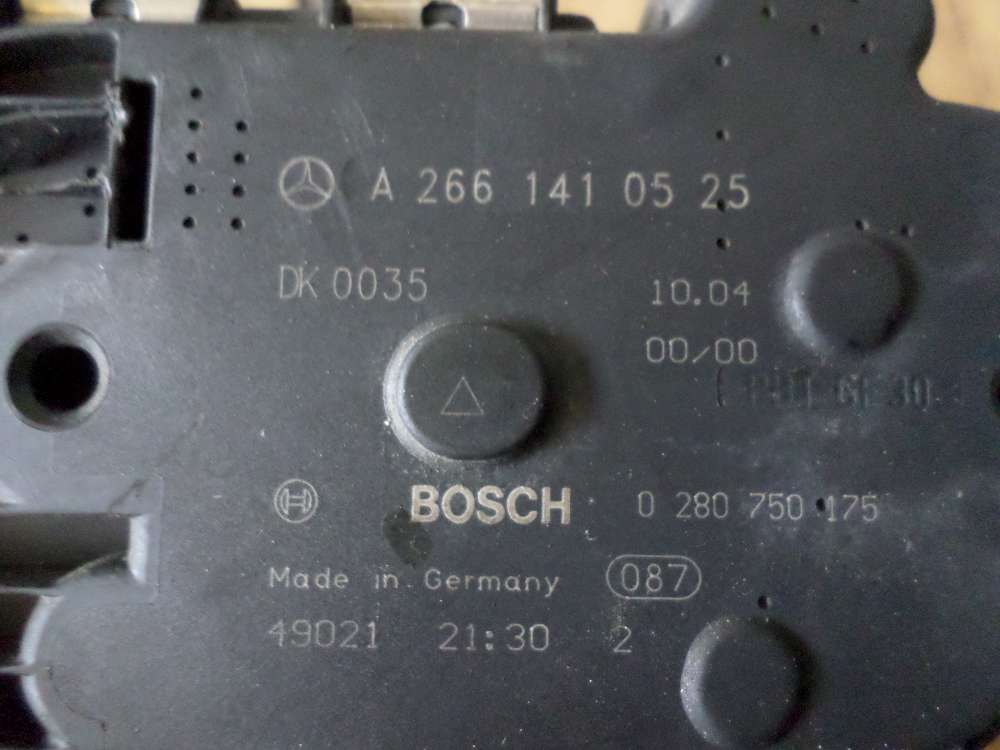 A 266 141 05 25
DK 0035 10.04
00/00
BOSCH 0 280 750 175
Made in Germany 087
49021 21:30 2